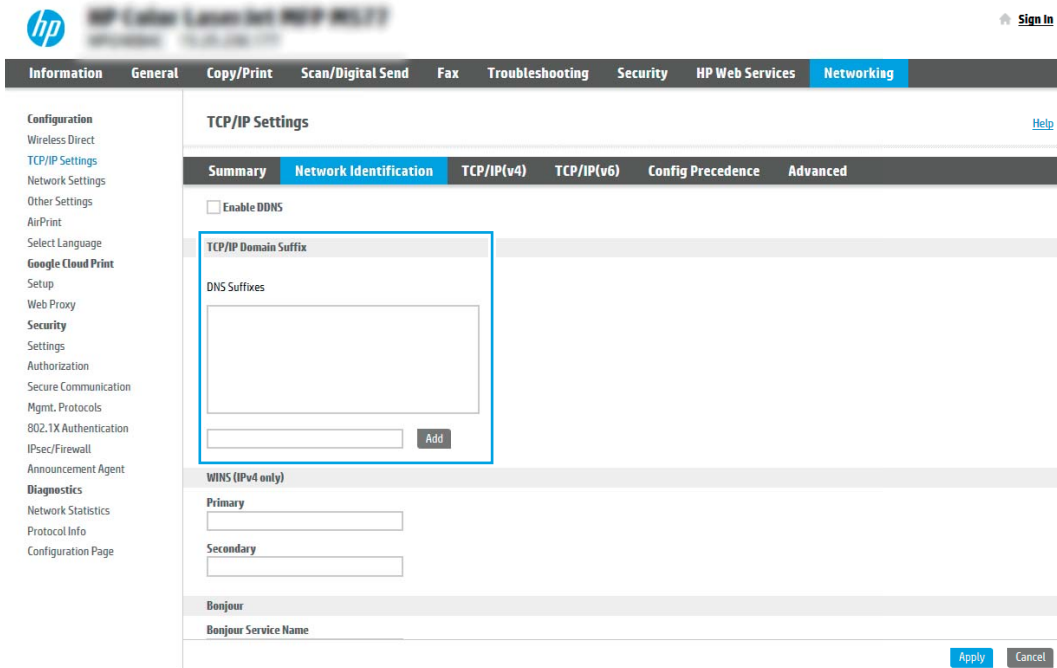 hp
Sign In
Information General Copy/Print Scan/Digital Send Fax Troubleshooting Security HP Web Services Networking
Configuration
Wireless Direct
TCP/IP Settings
Network Settings
Other Settings
AirPrint
Select Language
Google Cloud Print
Setup
Web Proxy
Security
Settings
Authorization
Secure Communication
Mgmt. Protocols
802.1X Authentication
IPsec/Firewall
Announcement Agent
Diagnostics
Network Statistics
Protocol Info
Configuration Page
TCP/IP Settings
Help
Summary Network Identification TCP/IP(v4) TCP/IP(v6) Config Precedence Advanced
Enable DDNS
TCP/IP Domain Suffix
DNS Suffixes
Add
WINS (IPv4 only)
Primary
Secondary
Bonjour
Bonjour Service Name
Apply Cancel